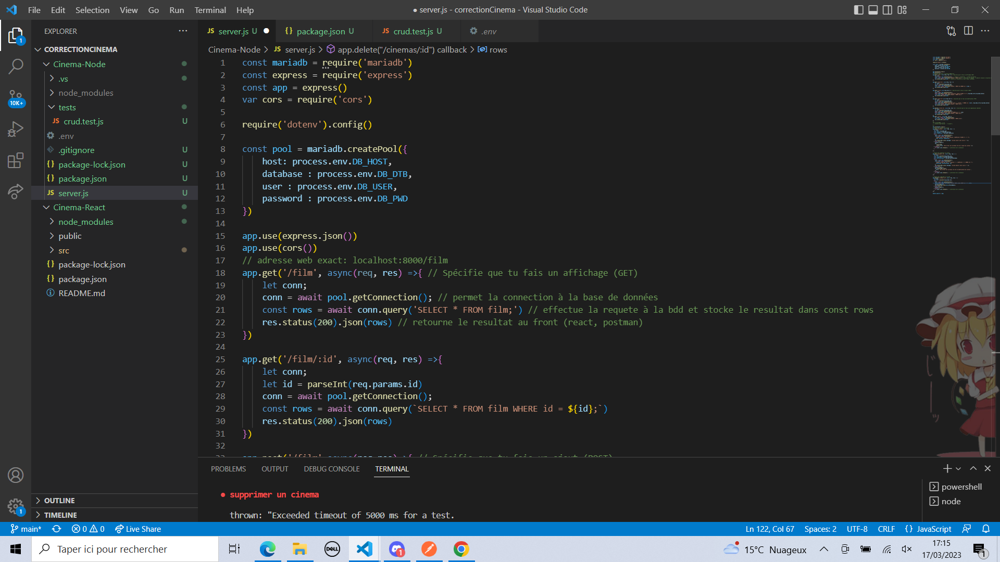 File Edit Selection View Go Run Terminal Help
● server.js - correctionCinema - Visual Studio Code
EXPLORER
CORRECTIONCINEMA
Cinema-Node
.vs
node_modules
tests
JS crud.test.js U
.env
.gitignore U
{} package-lock.json U
{} package.json U
JS server.js U
Cinema-React
node_modules
public
src
{} package-lock.json
{} package.json
README.md
OUTLINE
TIMELINE
1
10K+
1
JS server.js U
{} package.json U
JS crud.test.js U
.env
Cinema-Node > JS server.js > app.delete("/cinemas/:id") callback > rows
1 const mariadb = require('mariadb')
2 const express = require('express')
3 const app = express()
4 var cors = require('cors')
5
6 require('dotenv').config()
7
8 const pool = mariadb.createPool({
9 host: process.env.DB_HOST,
10 database : process.env.DB_DTB,
11 user : process.env.DB_USER,
12 password : process.env.DB_PWD
13 })
14
15 app.use(express.json())
16 app.use(cors())
17 // adresse web exact: localhost:8000/film
18 app.get('/film', async(req, res) =>{ // Spécifie que tu fais un affichage (GET)
19 let conn;
20 conn = await pool.getConnection(); // permet la connection à la base de données
21 const rows = await conn.query('SELECT * FROM film;') // effectue la requete à la bdd et stocke le resultat dans const rows
22 res.status(200).json(rows) // retourne le resultat au front (react, postman)
23 })
24
25 app.get('/film/:id', async(req, res) =>{
26 let conn;
27 let id = parseInt(req.params.id)
28 conn = await pool.getConnection();
29 const rows = await conn.query(`SELECT * FROM film WHERE id = ${id};`)
30 res.status(200).json(rows)
31 })
32
PROBLEMS OUTPUT DEBUG CONSOLE TERMINAL
● supprimer un cinema
thrown: "Exceeded timeout of 5000 ms for a test.
powershell
node
main* 0 0 Live Share
Ln 122, Col 67 Spaces: 2 UTF-8 CRLF {} JavaScript
Taper ici pour rechercher
DELL
1
15°C Nuageux
17:15
17/03/2023
1